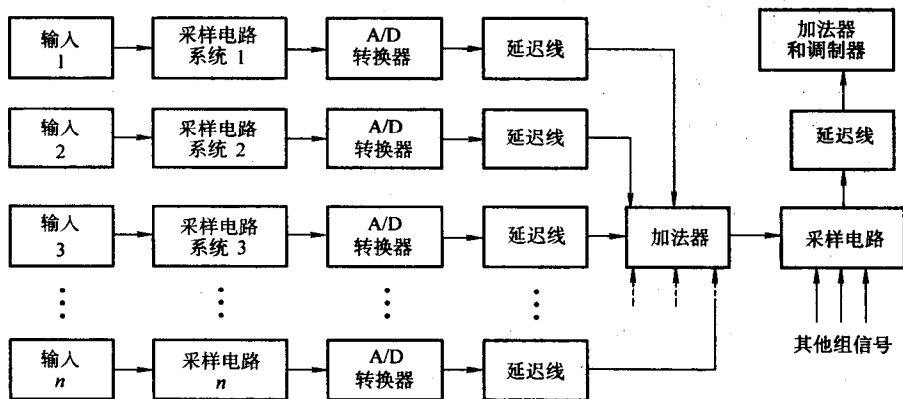 输入
1
采样电路
系统 1
A/D
转换器
延迟线
加法器
和调制器
输入
2
采样电路
系统 2
A/D
转换器
延迟线
延迟线
输入
3
采样电路
系统 3
A/D
转换器
延迟线
加法器
采样电路
其他组信号
输入
n
采样电路
n
A/D
转换器
延迟线